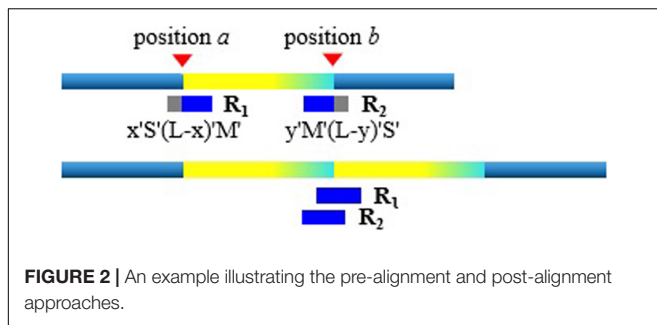 position a position b
R₁ R₂
x'S'(L-x)'M' y'M'(L-y)'S'
R₁
R₂
FIGURE 2 | An example illustrating the pre-alignment and post-alignment
approaches.